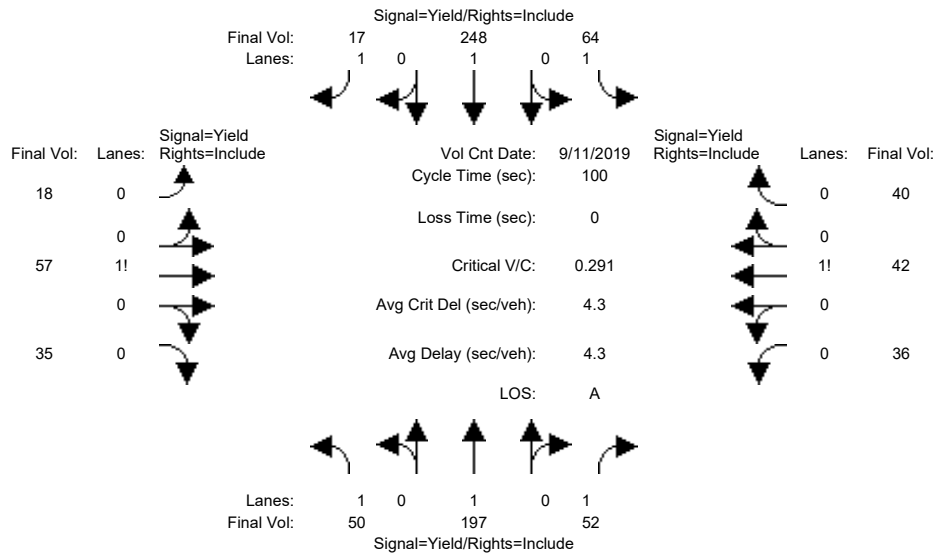 Signal=Yield/Rights=Include
Final Vol: 17 248 64
Lanes: 1 0 1 0 1
Signal=Yield
Final Vol: Lanes: Rights=Include
Vol Cnt Date: 9/11/2019
Signal=Yield
Rights=Include Lanes: Final Vol:
Cycle Time (sec): 100
18 0
0 40
Loss Time (sec): 0
0
0
57 1!
Critical V/C: 0.291
1! 42
0
Avg Crit Del (sec/veh): 4.3
0
35 0
Avg Delay (sec/veh): 4.3
0 36
LOS: A
Lanes: 1 0 1 0 1
Final Vol: 50 197 52
Signal=Yield/Rights=Include